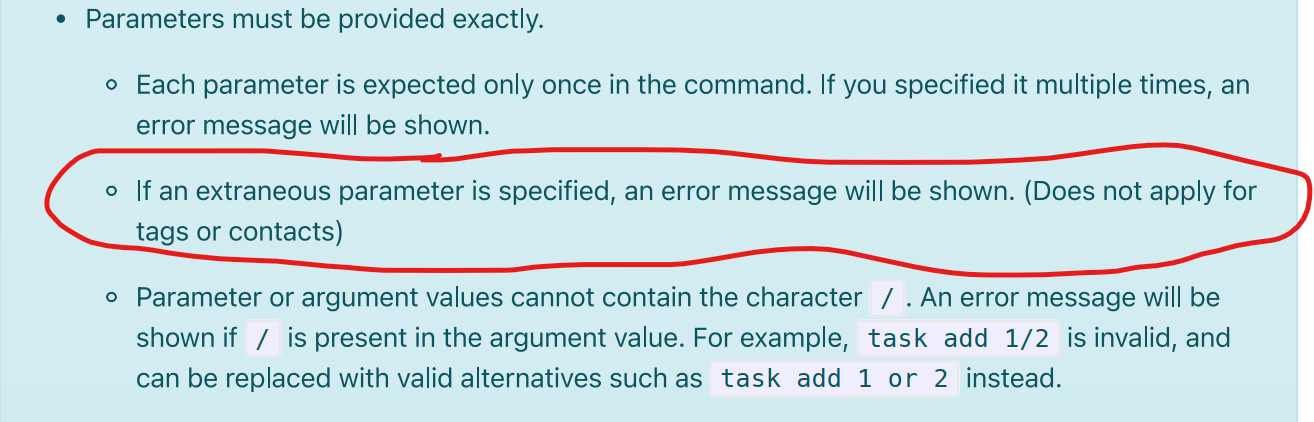 Parameters must be provided exactly.
Each parameter is expected only once in the command. If you specified it multiple times, an
error message will be shown.
If an extraneous parameter is specified, an error message will be shown. (Does not apply for
tags or contacts)
Parameter or argument values cannot contain the character / . An error message will be
shown if / is present in the argument value. For example, task add 1/2 is invalid, and
can be replaced with valid alternatives such as task add 1 or 2 instead.